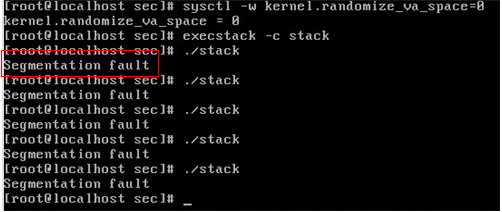 [root@localhost sec]# sysctl -w kernel.randomize_va_space=0
kernel.randomize_va_space = 0
[root@localhost sec]# execstack -c stack
[root@localhost sec]# ./stack
Segmentation fault
[root@localhost sec]# ./stack
Segmentation fault
[root@localhost sec]# ./stack
Segmentation fault
[root@localhost sec]# ./stack
Segmentation fault
[root@localhost sec]# ./stack
Segmentation fault
[root@localhost sec]# _